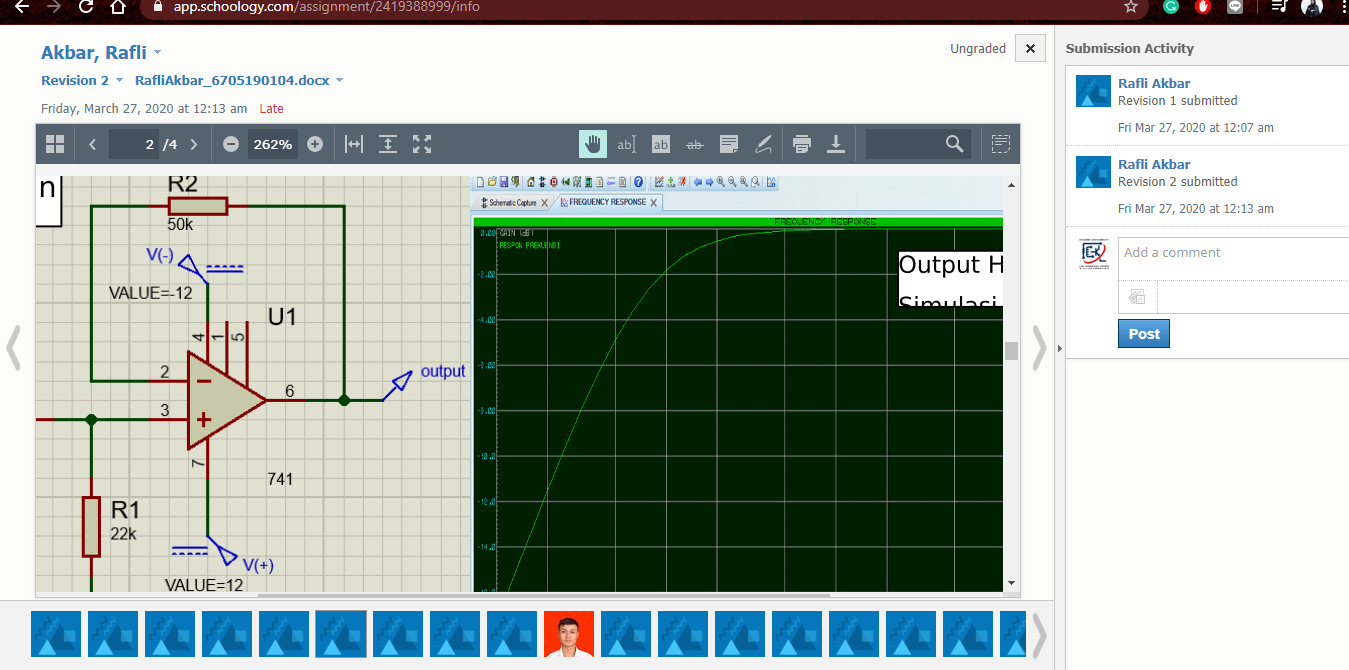 app.schoology.com/assignment/2419388999/info
Akbar, Rafli
Ungraded
Submission Activity
Revision 2
RafliAkbar_6705190104.docx
Friday, March 27, 2020 at 12:13 am Late
2 /4
262%
Rafli Akbar
Revision 1 submitted
Fri Mar 27, 2020 at 12:07 am
Rafli Akbar
Revision 2 submitted
Fri Mar 27, 2020 at 12:13 am
Add a comment
Post
n
R2
50k
V(-)
VALUE=-12
U1
4
1
5
2
3
6
7
output
741
R1
22k
V(+)
VALUE=12
Schematic Capture
FREQUENCY RESPONSE
FREQUENCY RESPONSE
0.00
GAIN (dB)
RESPON FREKUENSI
-2.00
-4.00
-6.00
-8.00
-10.0
-12.0
-14.0
Output H
Simulasi